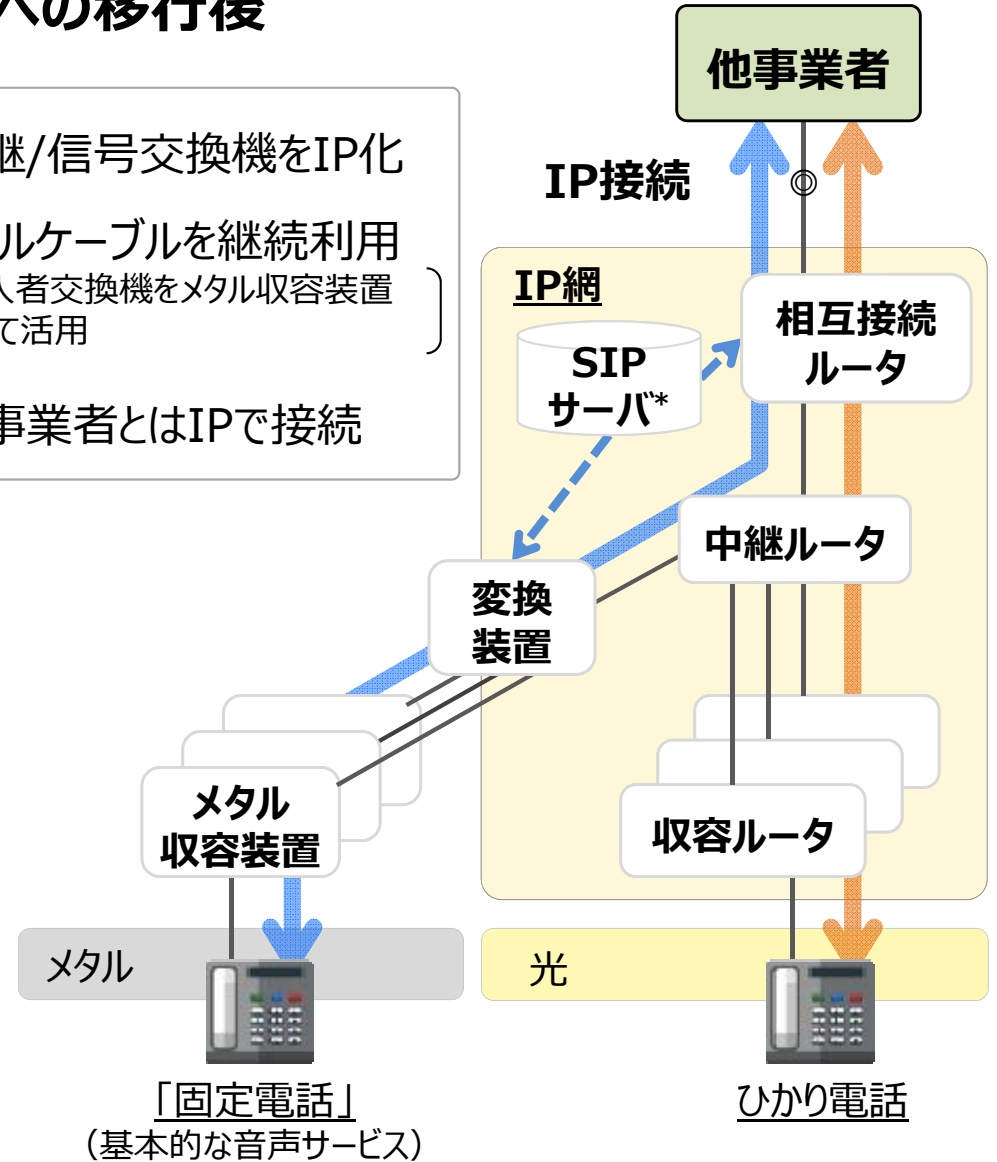 への移行後
他事業者
継/信号交換機をIP化
ルケーブルを継続利用
人者交換機をメタル収容装置
て活用
事業者とはIPで接続
IP接続
◎
IP網
SIP
サーバ*
相互接続
ルータ
中継ルータ
変換
装置
メタル
収容装置
収容ルータ
メタル
光
「固定電話」
（基本的な音声サービス）
ひかり電話